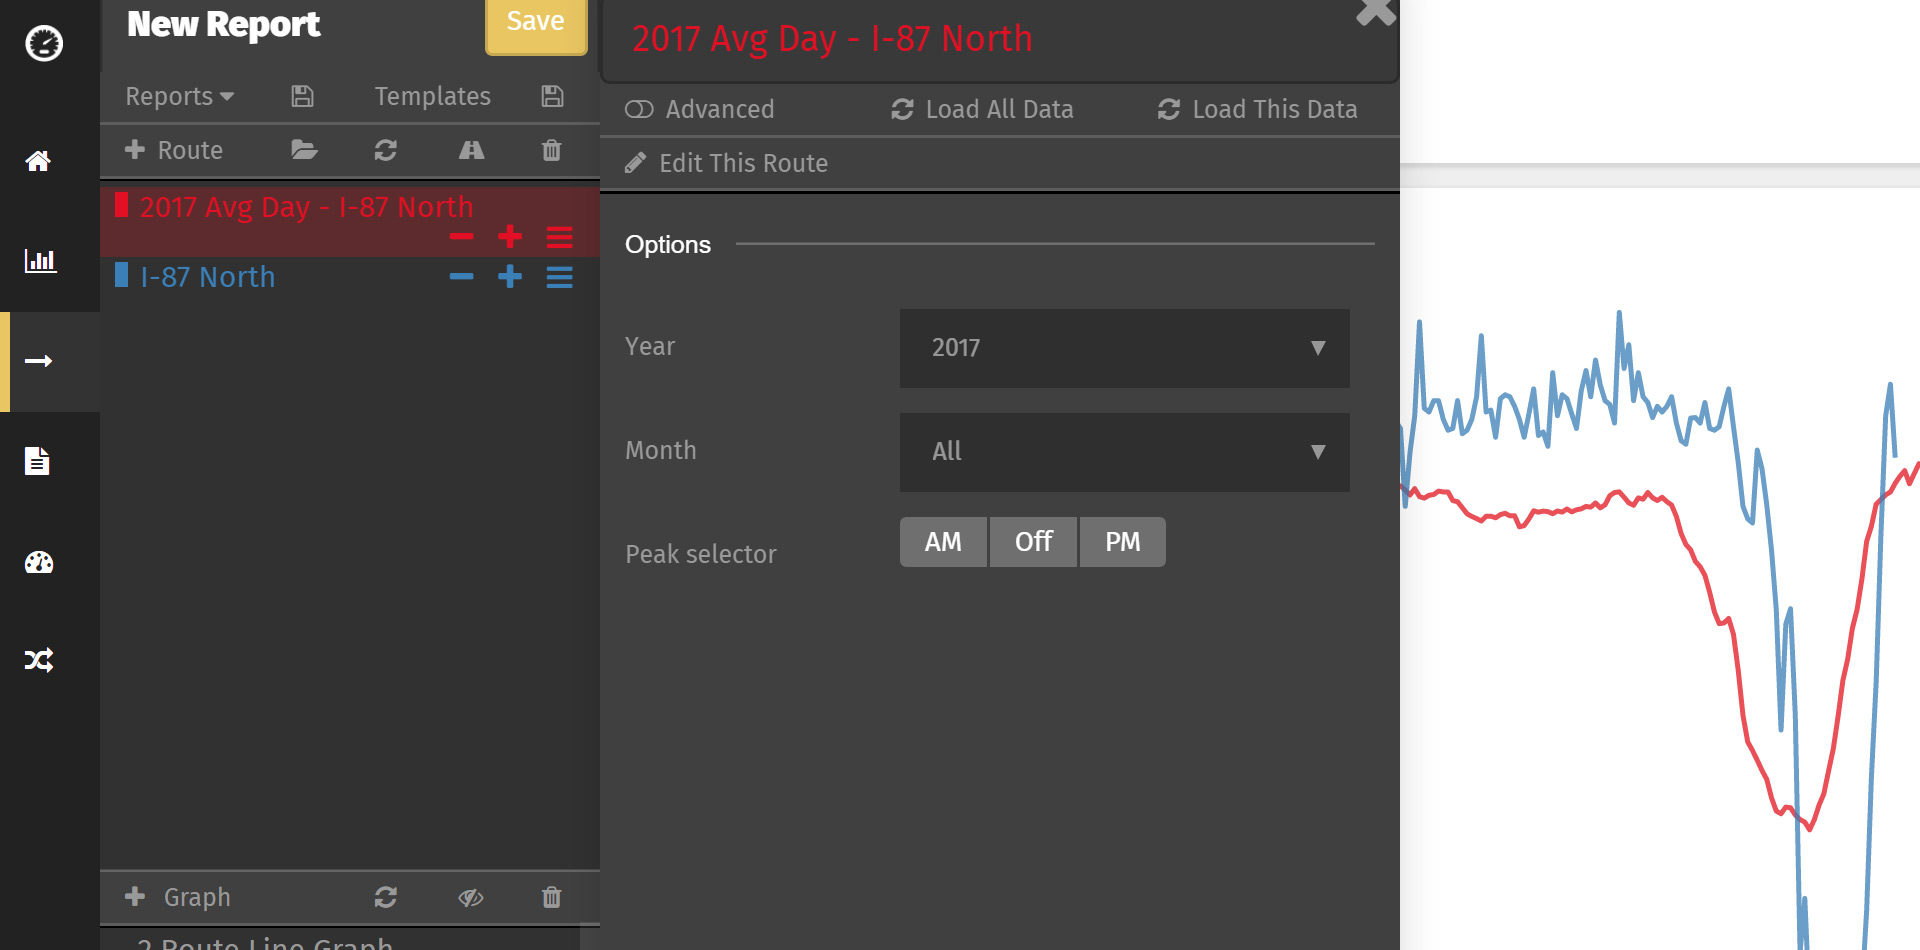 New Report
Save
Reports
Templates
Route
2017 Avg Day - I-87 North
I-87 North
Graph
2 Route Line Graph
2017 Avg Day - I-87 North
Advanced
Load All Data
Load This Data
Edit This Route
Options
Year
2017
Month
All
Peak selector
AM
Off
PM